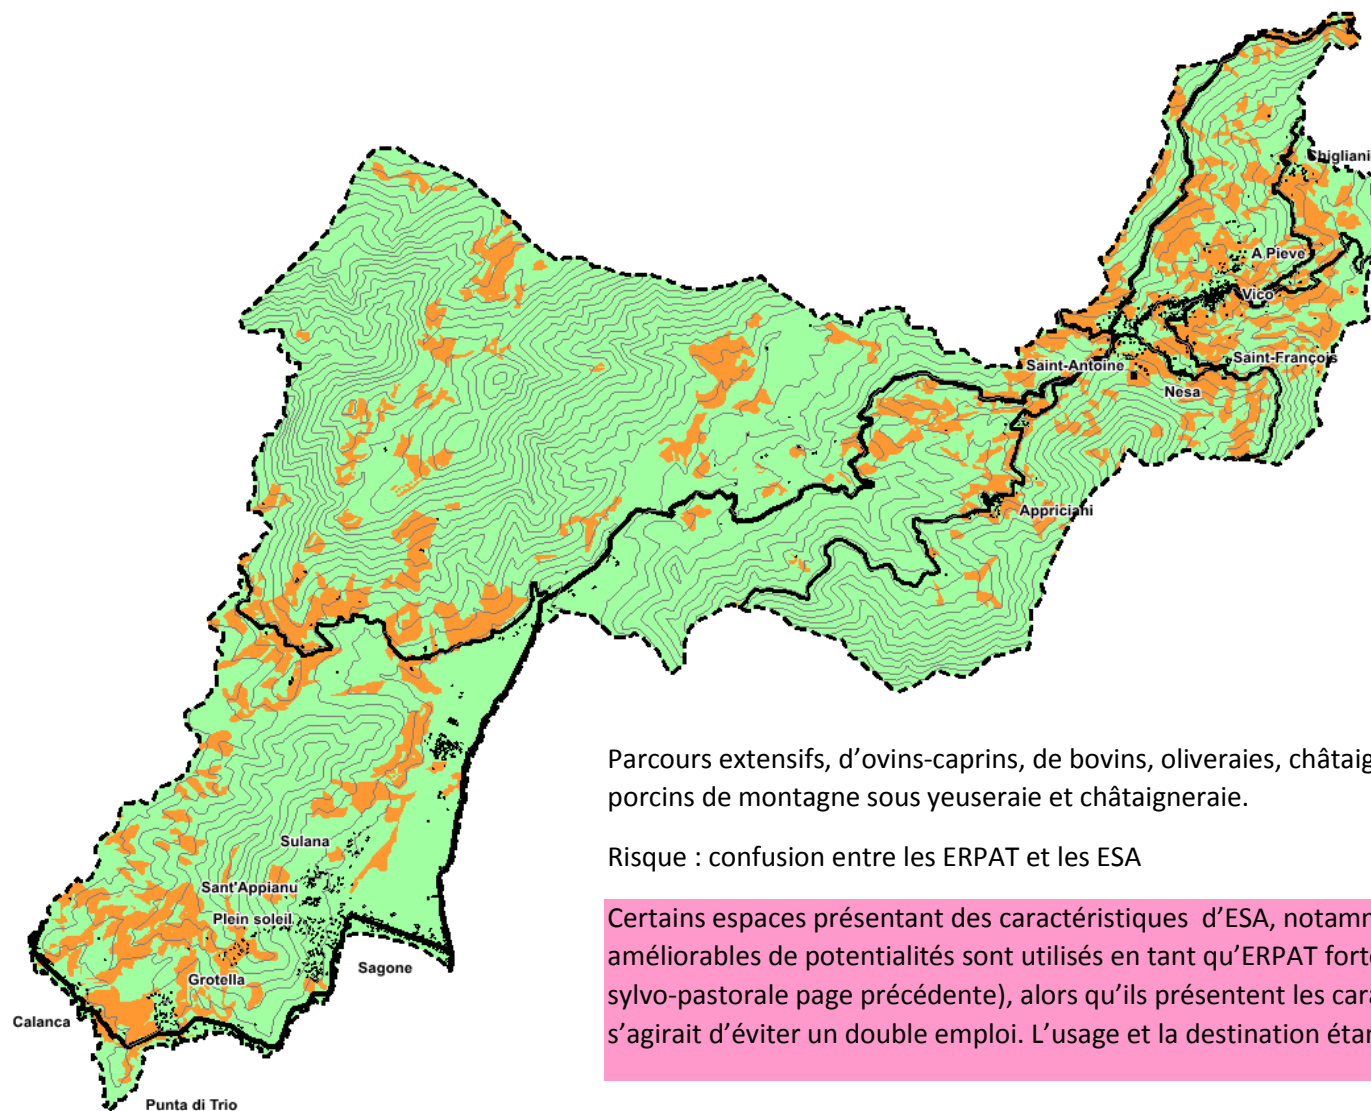 Chigliani
A Pieve
Vico
Saint-François
Saint-Antoine
Nesa
Appriciani
Parcours extensifs, d’ovins-caprins, de bovins, oliveraies, châtaig
porcins de montagne sous yeuseraie et châtaigneraie.
Risque : confusion entre les ERPAT et les ESA
Certains espaces présentant des caractéristiques d’ESA, notamm
améliorables de potentialités sont utilisés en tant qu’ERPAT forte
sylvo-pastorale page précédente), alors qu’ils présentent les cara
s’agirait d’éviter un double emploi. L’usage et la destination étan
Sulana
Sant'Appianu
Plein soleil
Sagone
Grotella
Calanca
Punta di Trio